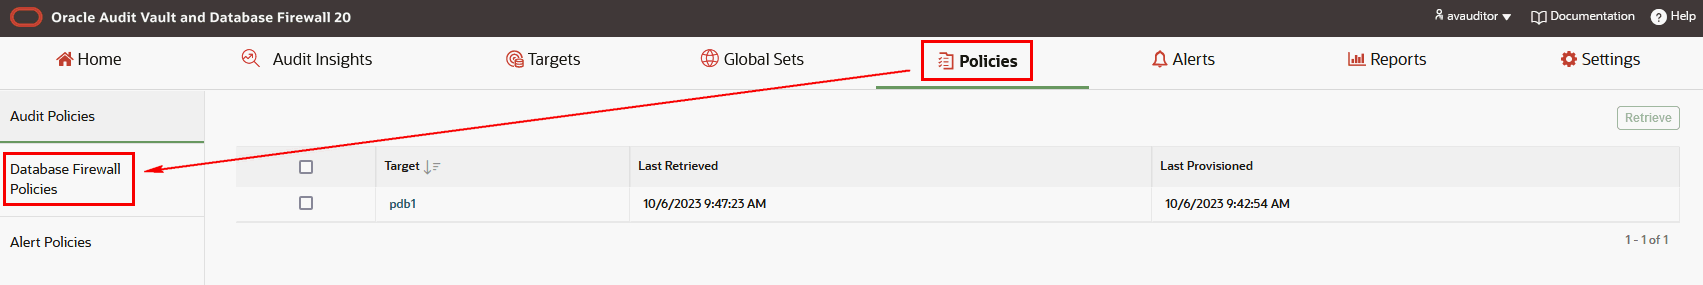 Oracle Audit Vault and Database Firewall 20
avauditor
Documentation
Help
Home
Audit Insights
Targets
Global Sets
Policies
Alerts
Reports
Settings
Audit Policies
Database Firewall
Policies
Alert Policies
Retrieve
Target
Last Retrieved
Last Provisioned
pdb1
10/6/2023 9:47:23 AM
10/6/2023 9:42:54 AM
1 - 1 of 1